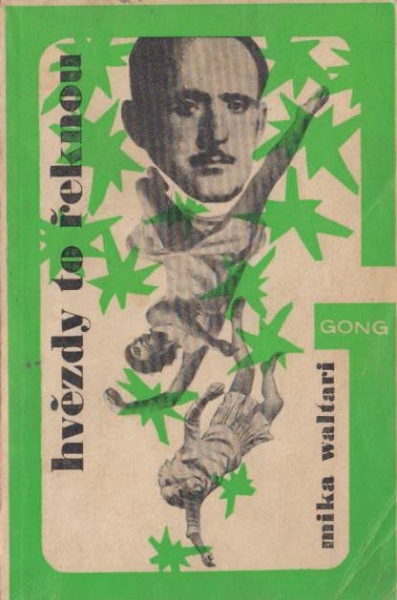 hvězdy to řeknou
GONG
mika waltari